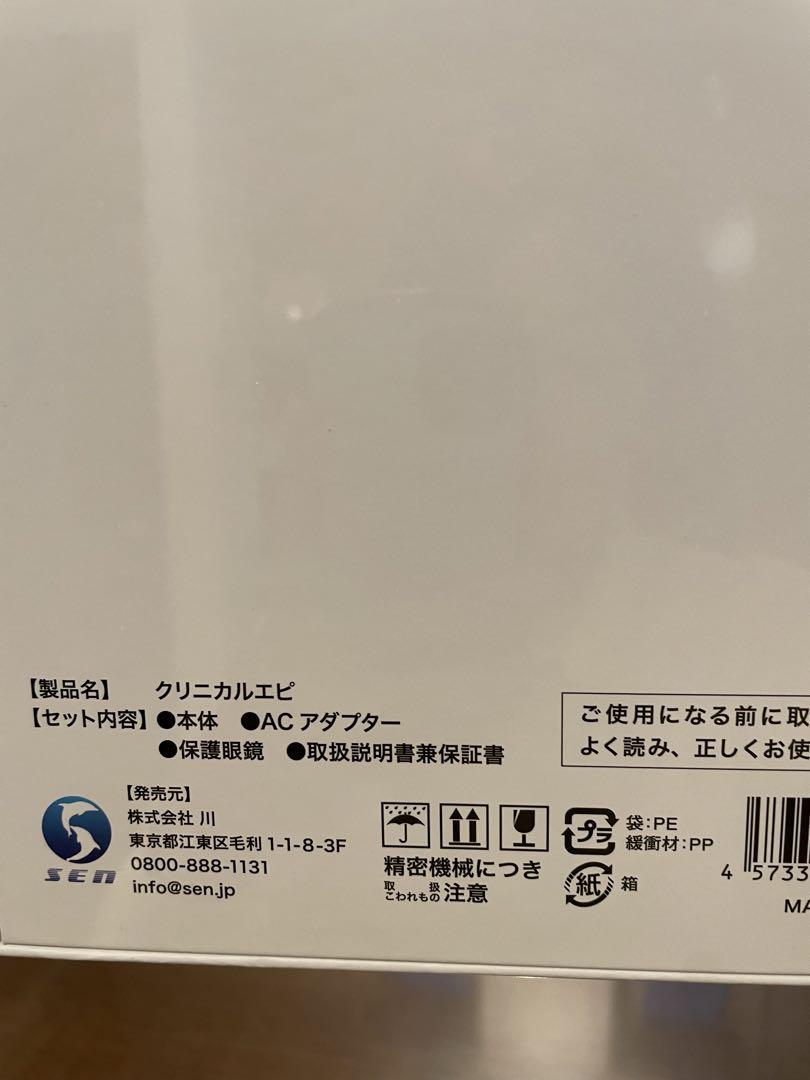 【製品名】 クリニカルエピ
【セット内容】●本体 ●ACアダプター
●保護眼鏡 ●取扱説明書兼保証書
ご使用になる前に取
よく読み、正しくお使
【発売元】
株式会社 川
東京都江東区毛利1-1-8-3F
0800-888-1131
info@sen.jp
SEN
精密機械につき
取扱注意
こわれもの
プラ
袋:PE
緩衝材:PP
紙
箱
4 5733
MA